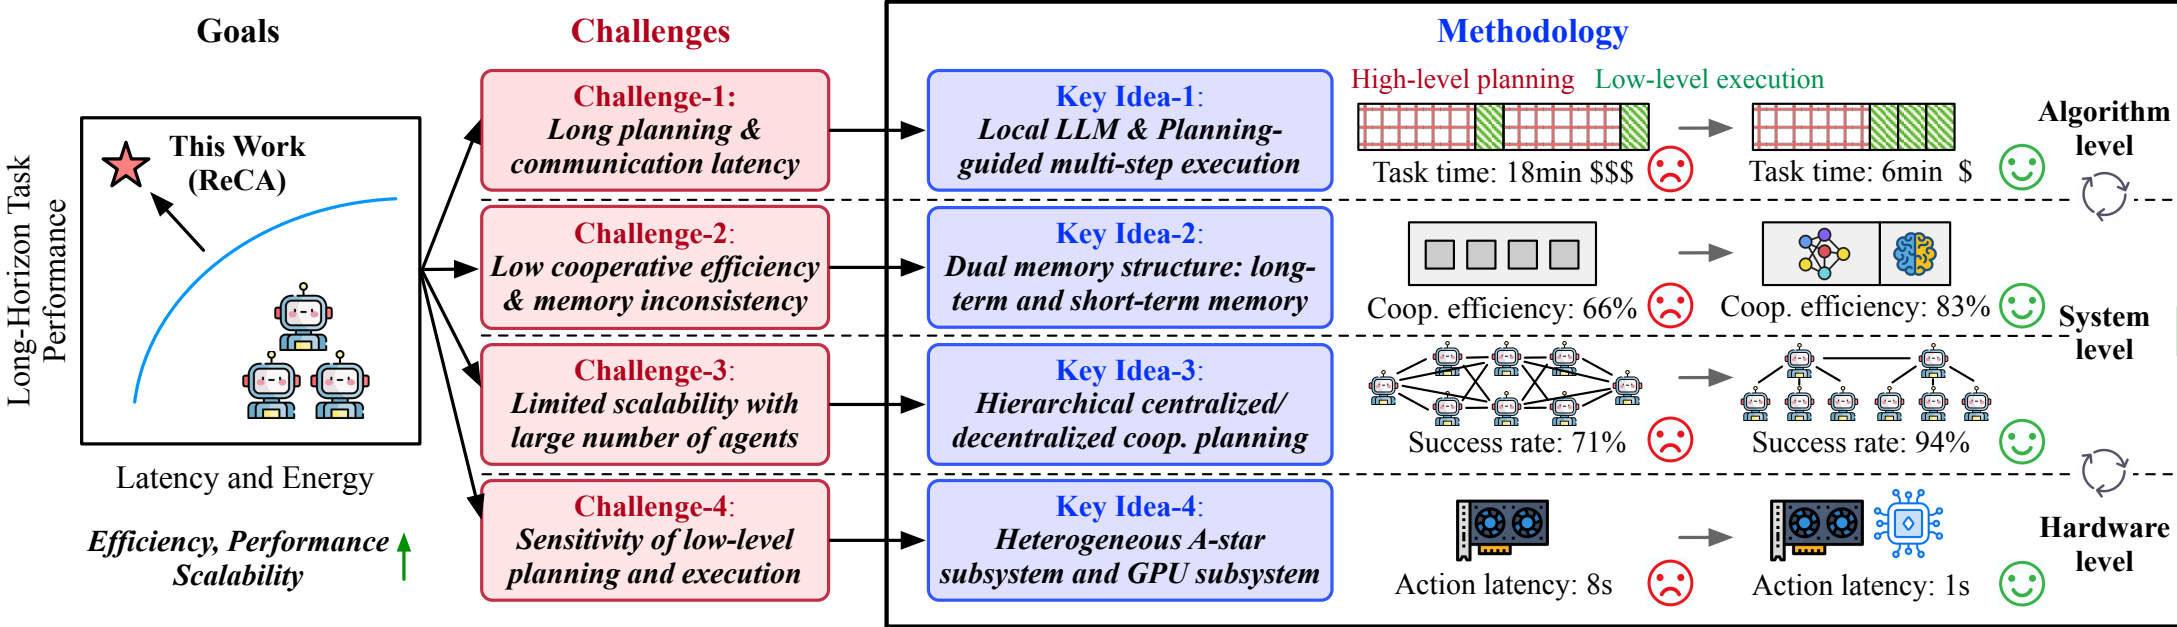 Goals
Challenges
Methodology
Long-Horizon Task
Performance
This Work
(ReCA)
Latency and Energy
Efficiency, Performance
Scalability
Challenge-1:
Long planning &
communication latency
Challenge-2:
Low cooperative efficiency
& memory inconsistency
Challenge-3:
Limited scalability with
large number of agents
Challenge-4:
Sensitivity of low-level
planning and execution
Key Idea-1:
Local LLM & Planning-
guided multi-step execution
Key Idea-2:
Dual memory structure: long-
term and short-term memory
Key Idea-3:
Hierarchical centralized/
decentralized coop. planning
Key Idea-4:
Heterogeneous A-star
subsystem and GPU subsystem
High-level planning
Low-level execution
Task time: 18min $$$
Task time: 6min $
Coop. efficiency: 66%
Coop. efficiency: 83%
Success rate: 71%
Success rate: 94%
Action latency: 8s
Action latency: 1s
Algorithm
level
System
level
Hardware
level